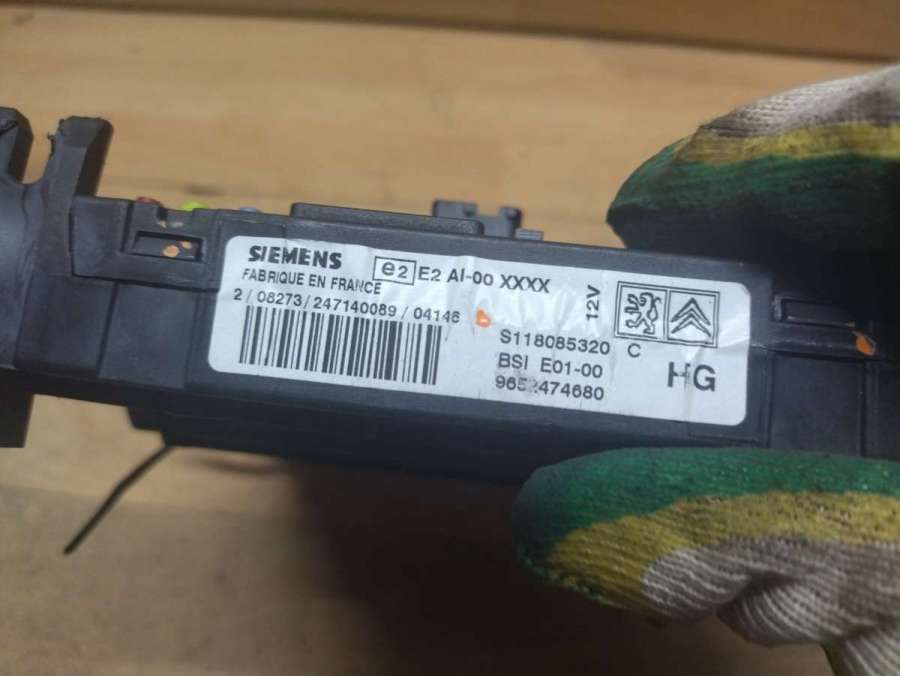 SIEMENS
FABRIQUE EN FRANCE
e2 E2 AI-00 XXXX
2/08273/247140089/04146
12V
S118085320 C
BSI E01-00
HG